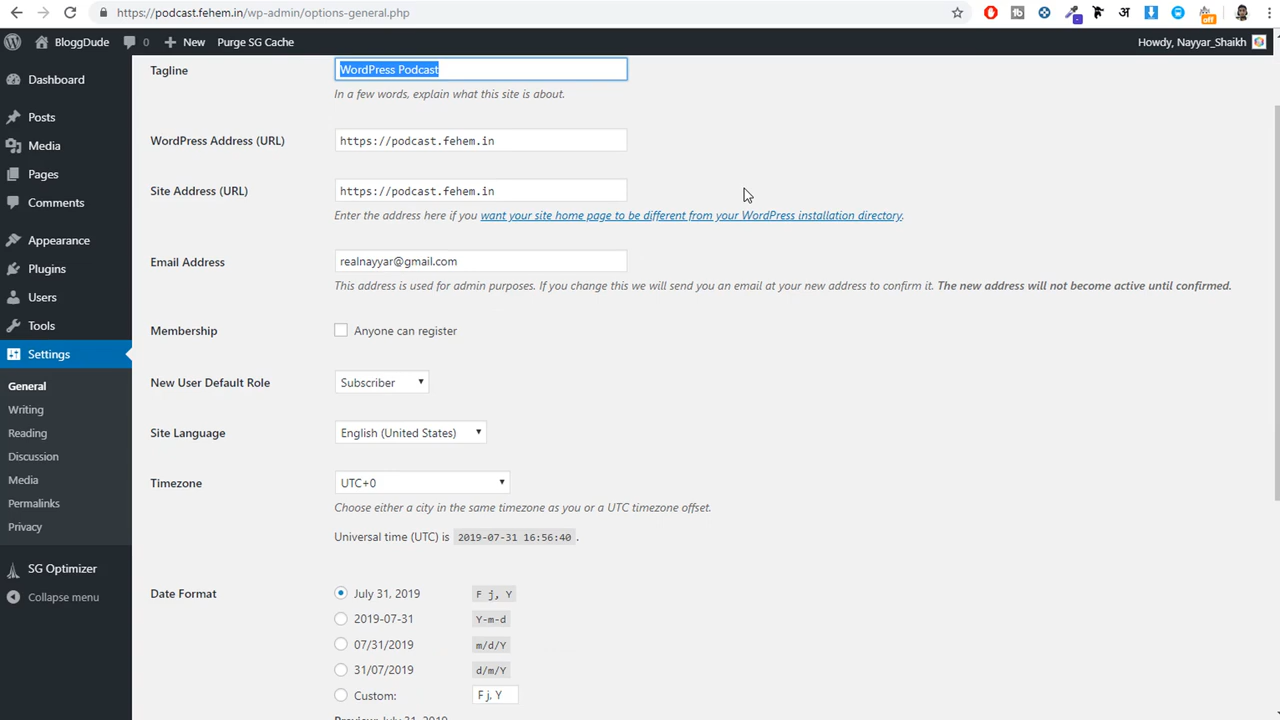 https://podcast.fehem.in/wp-admin/options-general.php
BloggDude 0 New Purge SG Cache Howdy, Nayyar_Shaikh
Dashboard
Posts
Media
Pages
Comments
Appearance
Plugins
Users
Tools
Settings
General
Writing
Reading
Discussion
Media
Permalinks
Privacy
SG Optimizer
Collapse menu
Tagline WordPress Podcast
In a few words, explain what this site is about.
WordPress Address (URL) https://podcast.fehem.in
Site Address (URL) https://podcast.fehem.in
Enter the address here if you want your site home page to be different from your WordPress installation directory.
Email Address realnayyar@gmail.com
This address is used for admin purposes. If you change this we will send you an email at your new address to confirm it. The new address will not become active until confirmed.
Membership Anyone can register
New User Default Role Subscriber
Site Language English (United States)
Timezone UTC+0
Choose either a city in the same timezone as you or a UTC timezone offset.
Universal time (UTC) is 2019-07-31 16:56:40 .
Date Format July 31, 2019 F j, Y
2019-07-31 Y-m-d
07/31/2019 m/d/Y
31/07/2019 d/m/Y
Custom: F j, Y
Preview: July 31, 2019